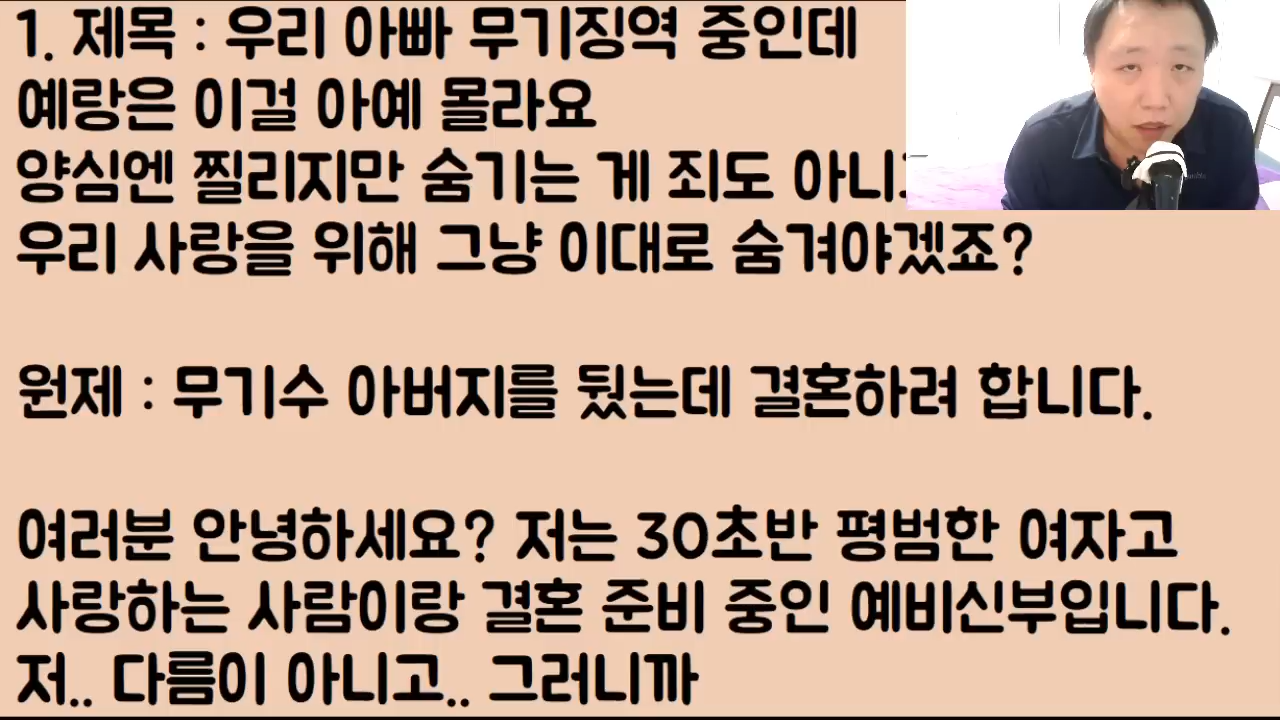 1. 제목 : 우리 아빠 무기징역 중인데
예랑은 이걸 아예 몰라요
양심엔 찔리지만 숨기는 게 죄도
우리 사랑을 위해 그냥 이대로 숨겨야겠죠?
원제 : 무기수 아버지를 뒀는데 결혼하려 합니다.
여러분 안녕하세요? 저는 30초반 평범한 여자고
사랑하는 사람이랑 결혼 준비 중인 예비신부입니다.
저.. 다름이 아니고.. 그러니까